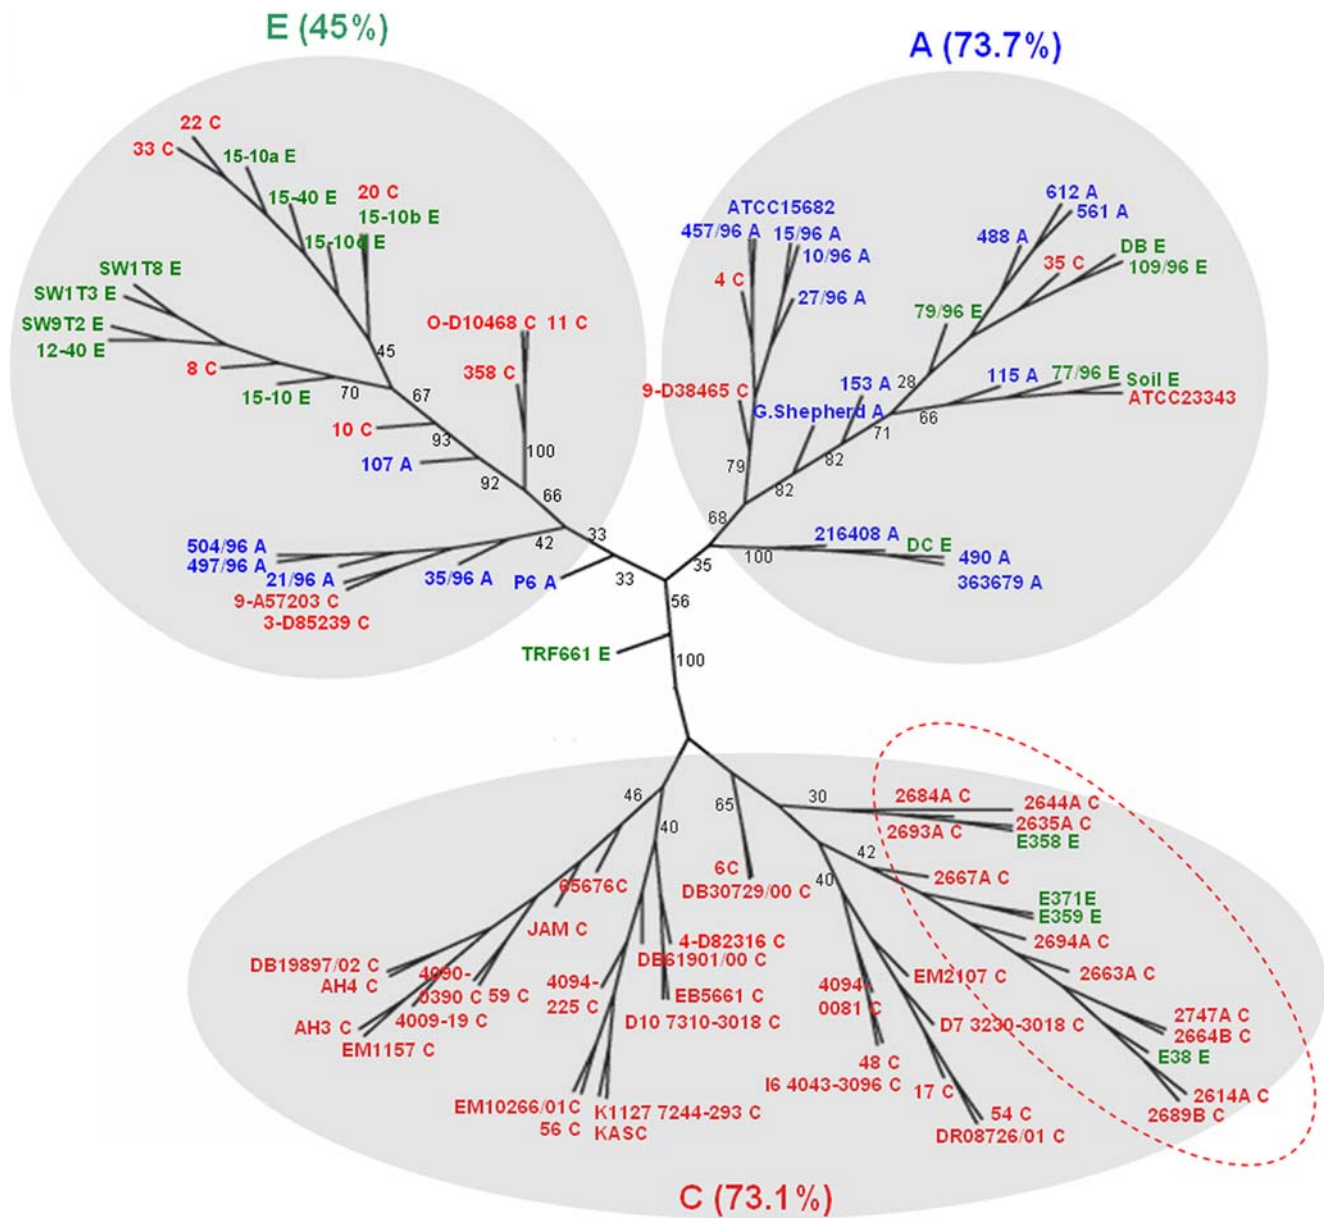 E (45%)
A (73.7%)
22 C
33 C
15-10a E
15-40 E
20 C
15-10b E
15-10c E
SW1T8 E
SW1T3 E
SW9T2 E
12-40 E
8 C
15-10 E
70
45
67
O-D10468 C 11 C
358 C
10 C
93
100
107 A
92
66
504/96 A
497/96 A
21/96 A
9-A57203 C
3-D85239 C
35/96 A
42
33
P6 A
33
ATCC15682
457/96 A
15/96 A
10/96 A
4 C
27/96 A
9-D38465 C
G.Shepherd A
153 A
79
82
82
71
68
612 A
561 A
488 A
DB E
35 C
109/96 E
79/96 E
28
115 A
77/96 E
Soil E
ATCC23343
66
216408 A
DC E
490 A
363679 A
100
35
56
TRF661 E
100
46
40
65
30
42
40
65676C
JAM C
DB19897/02 C
AH4 C
4090-
0390 C
59 C
4009-19 C
AH3 C
EM1157 C
6C
DB30729/00 C
4-D82316 C
DB61901/00 C
4094-
225 C
EB5661 C
D10 7310-3018 C
EM10266/01C
56 C
K1127 7244-293 C
KASC
2684A C
2644A C
2635A C
2693A C
E358 E
2667A C
E371E
E359 E
2694A C
2663A C
2747A C
2664B C
E38 E
2614A C
2689B C
EM2107 C
4094-
0081 C
D7 3230-3018 C
48 C
I6 4043-3096 C
17 C
54 C
DR08726/01 C
C (73.1%)